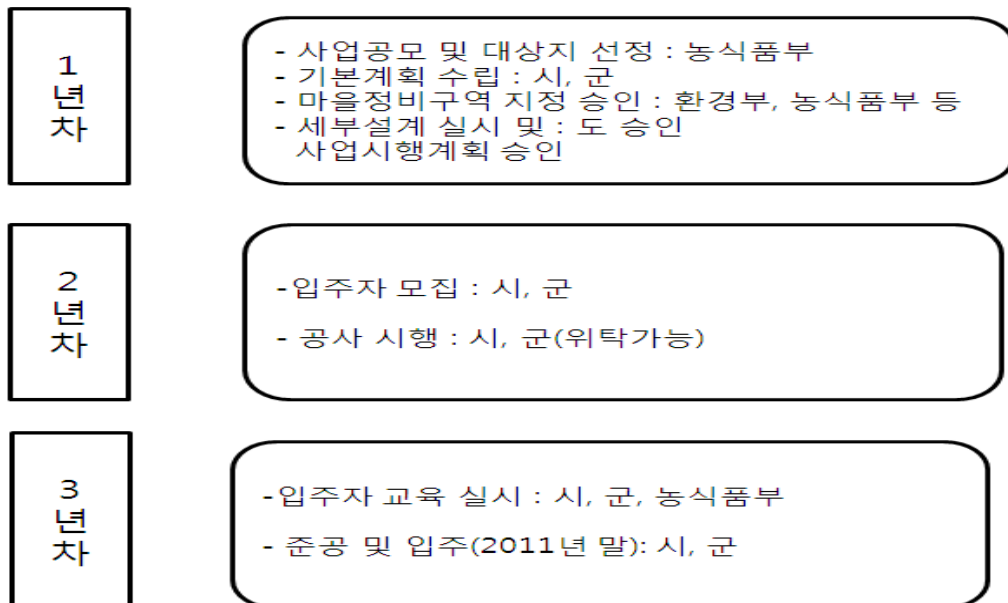 1
년
차
- 사업공모 및 대상지 선정 : 농식품부
- 기본계획 수립 : 시, 군
- 마을정비구역 지정 승인 : 환경부, 농식품부 등
- 세부설계 실시 및 : 도 승인
사업시행계획 승인
2
년
차
-입주자 모집 : 시, 군
- 공사 시행 : 시, 군(위탁가능)
3
년
차
-입주자 교육 실시 : 시, 군, 농식품부
- 준공 및 입주(2011년 말): 시, 군